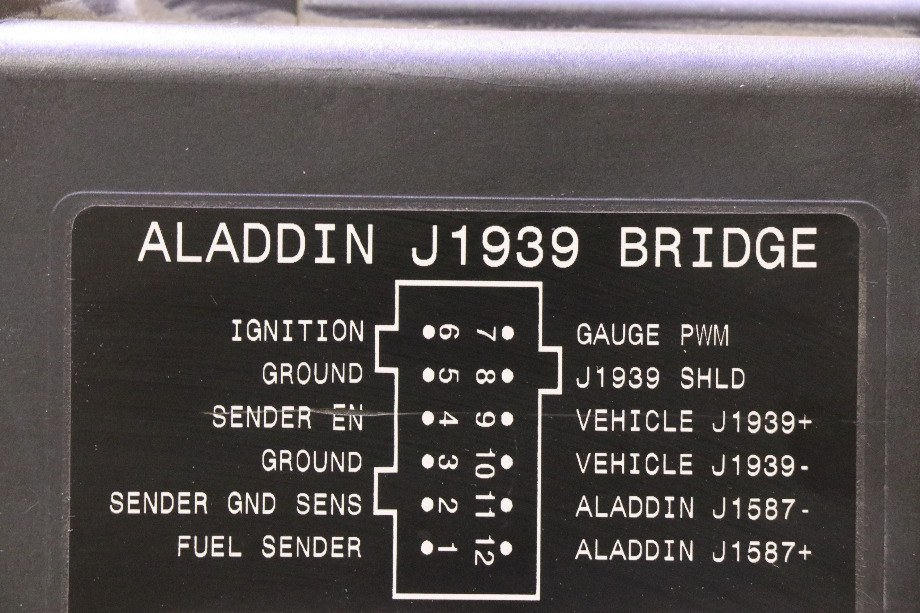 ALADDIN J1939 BRIDGE
IGNITION 6 7 GAUGE PWM
GROUND 5 8 J1939 SHLD
SENDER EN 4 9 VEHICLE J1939+
GROUND 3 10 VEHICLE J1939-
SENDER GND SENS 2 11 ALADDIN J1587-
FUEL SENDER 1 12 ALADDIN J1587+